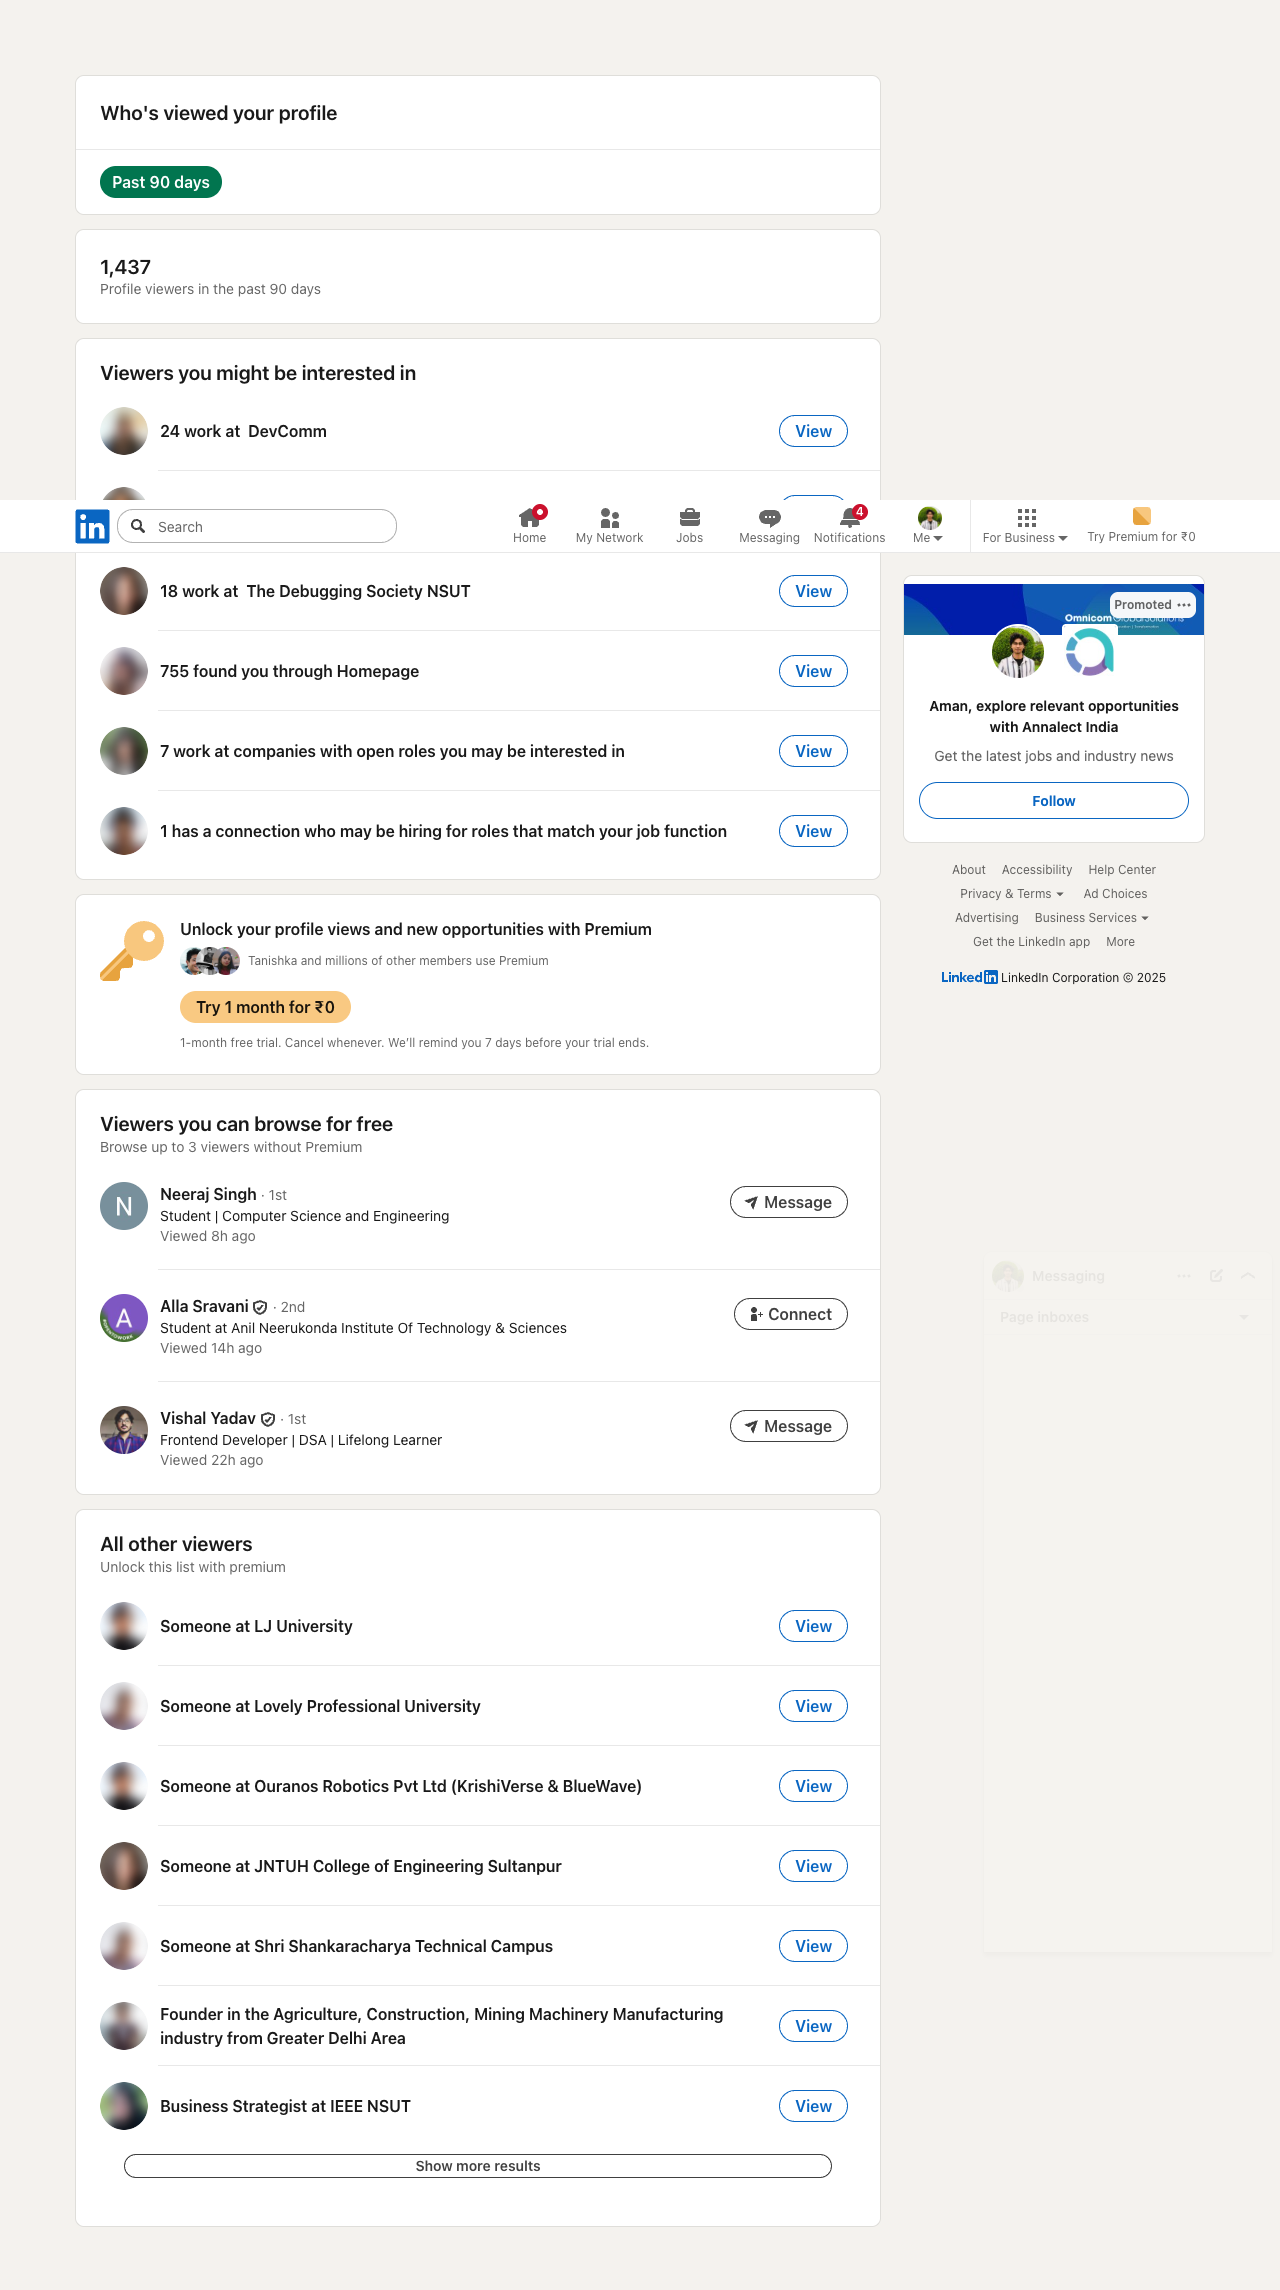 Who's viewed your profile
Past 90 days
1,437
Profile viewers in the past 90 days
Viewers you might be interested in
24 work at DevComm
View
in
Search
Home
My Network
Jobs
Messaging
4
Notifications
Me
For Business
Try Premium for ₹0
18 work at The Debugging Society NSUT
View
755 found you through Homepage
View
7 work at companies with open roles you may be interested in
View
1 has a connection who may be hiring for roles that match your job function
View
Promoted
Omnicom GlobalSolutions
Aman, explore relevant opportunities
with Annalect India
Get the latest jobs and industry news
Follow
About Accessibility Help Center
Privacy & Terms Ad Choices
Advertising Business Services
Get the LinkedIn app More
Linkedin LinkedIn Corporation © 2025
Unlock your profile views and new opportunities with Premium
Tanishka and millions of other members use Premium
Try 1 month for ₹0
1-month free trial. Cancel whenever. We'll remind you 7 days before your trial ends.
Viewers you can browse for free
Browse up to 3 viewers without Premium
N
Neeraj Singh · 1st
Student | Computer Science and Engineering
Viewed 8h ago
Message
A
Alla Sravani · 2nd
Student at Anil Neerukonda Institute Of Technology & Sciences
Viewed 14h ago
Connect
Vishal Yadav · 1st
Frontend Developer | DSA | Lifelong Learner
Viewed 22h ago
Message
Messaging
Page inboxes
All other viewers
Unlock this list with premium
Someone at LJ University
View
Someone at Lovely Professional University
View
Someone at Ouranos Robotics Pvt Ltd (KrishiVerse & BlueWave)
View
Someone at JNTUH College of Engineering Sultanpur
View
Someone at Shri Shankaracharya Technical Campus
View
Founder in the Agriculture, Construction, Mining Machinery Manufacturing
industry from Greater Delhi Area
View
Business Strategist at IEEE NSUT
View
Show more results